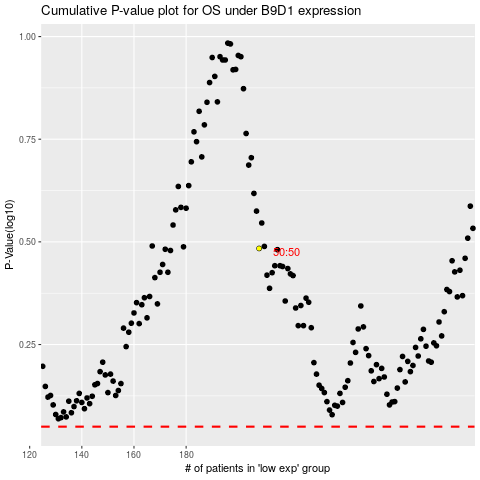 Cumulative P-value plot for OS under B9D1 expression
P-Value(log10)
1.00
0.75
0.50
0.25
50:50
120 140 160 180
# of patients in 'low exp' group